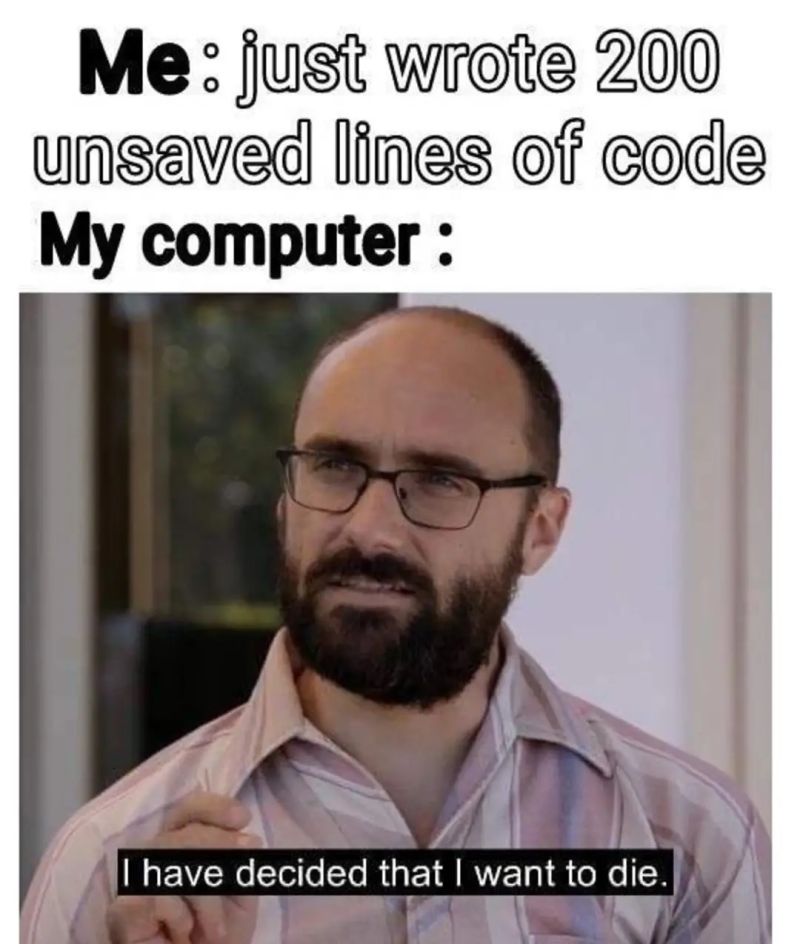 Me: just wrote 200
unsaved lines of code
My computer :
I have decided that I want to die.